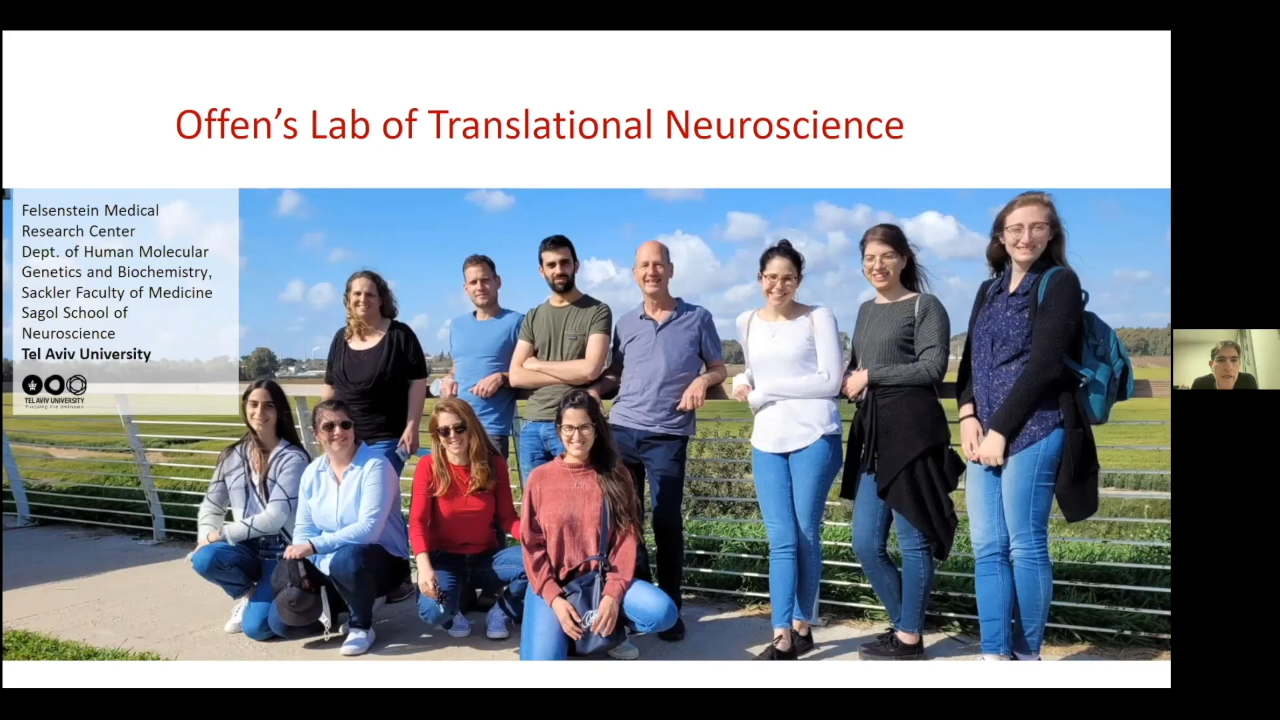 Offen’s Lab of Translational Neuroscience
Felsenstein Medical
Research Center
Dept. of Human Molecular
Genetics and Biochemistry,
Sackler Faculty of Medicine
Sagol School of
Neuroscience
Tel Aviv University
TEL AVIV UNIVERSITY